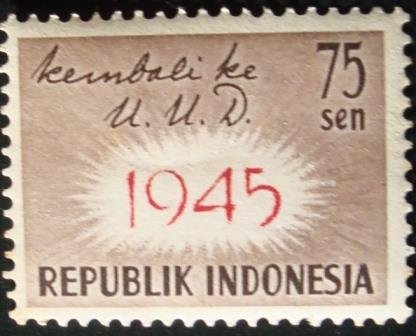 kembali ke
U. U. D.
75
sen
1945
REPUBLIK INDONESIA